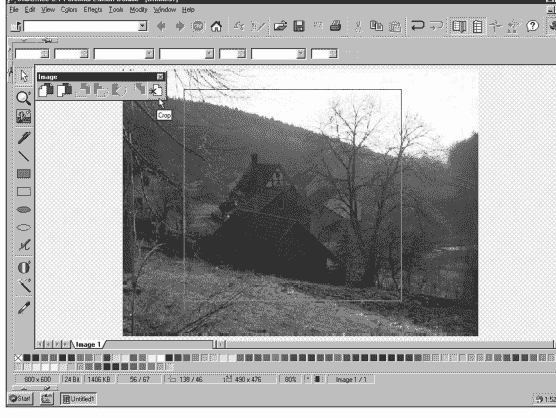 File Edit View Colors Effects Tools Modify Window Help
Image
Crop
Image 1
800 x 600 24 Bit 1406 KB 56 / 67 138 / 46 490 x 476 80% * Image 1 / 1
Start Untitled1